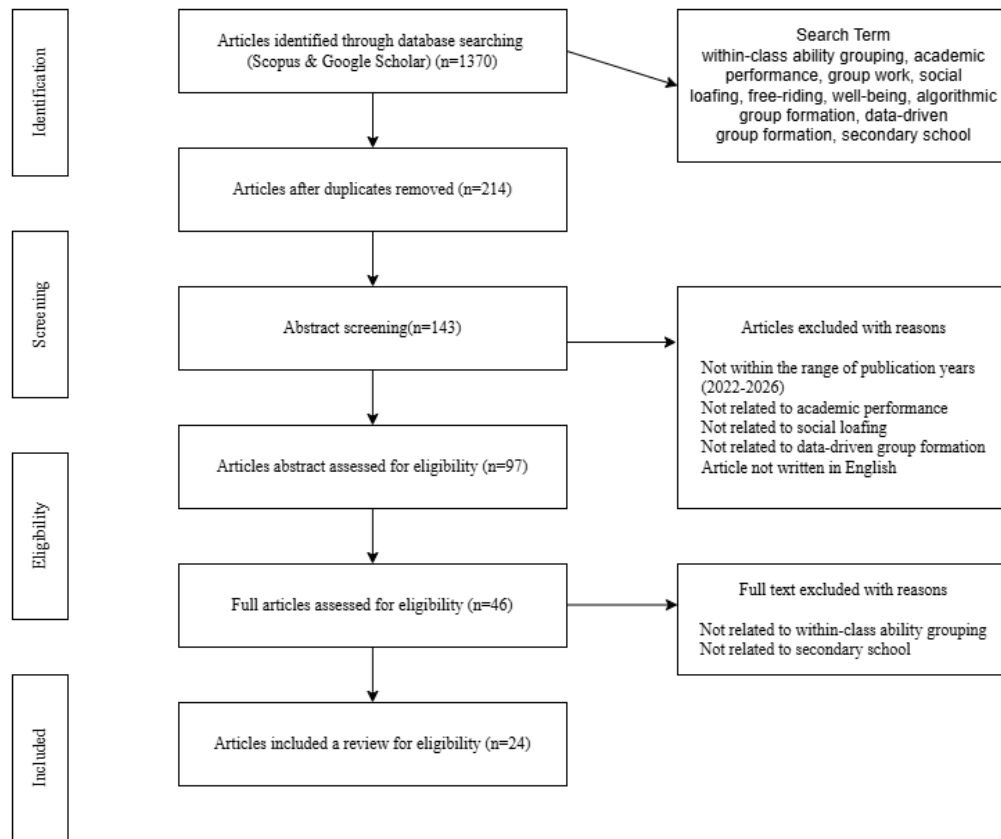 Identification
Articles identified through database searching
(Scopus & Google Scholar) (n=1370)
Search Term
within-class ability grouping, academic
performance, group work, social
loafing, free-riding, well-being, algorithmic
group formation, data-driven
group formation, secondary school
Articles after duplicates removed (n=214)
Screening
Abstract screening(n=143)
Articles excluded with reasons
Not within the range of publication years
(2022-2026)
Not related to academic performance
Not related to social loafing
Not related to data-driven group formation
Article not written in English
Articles abstract assessed for eligibility (n=97)
Eligibility
Full articles assessed for eligibility (n=46)
Full text excluded with reasons
Not related to within-class ability grouping
Not related to secondary school
Included
Articles included a review for eligibility (n=24)